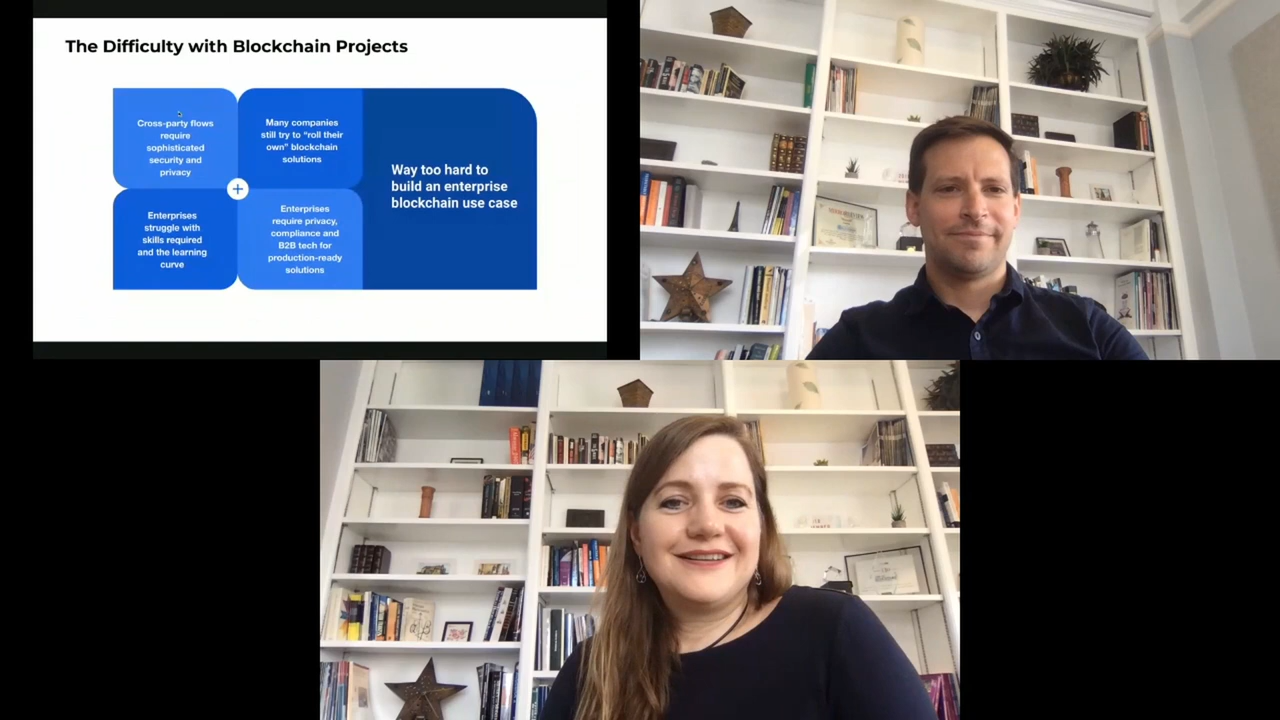 The Difficulty with Blockchain Projects
Cross-party flows
require
sophisticated
security and
privacy
Many companies
still try to “roll their
own” blockchain
solutions
Enterprises
struggle with
skills required
and the learning
curve
Enterprises
require privacy,
compliance and
B2B tech for
production-ready
solutions
Way too hard to
build an enterprise
blockchain use case